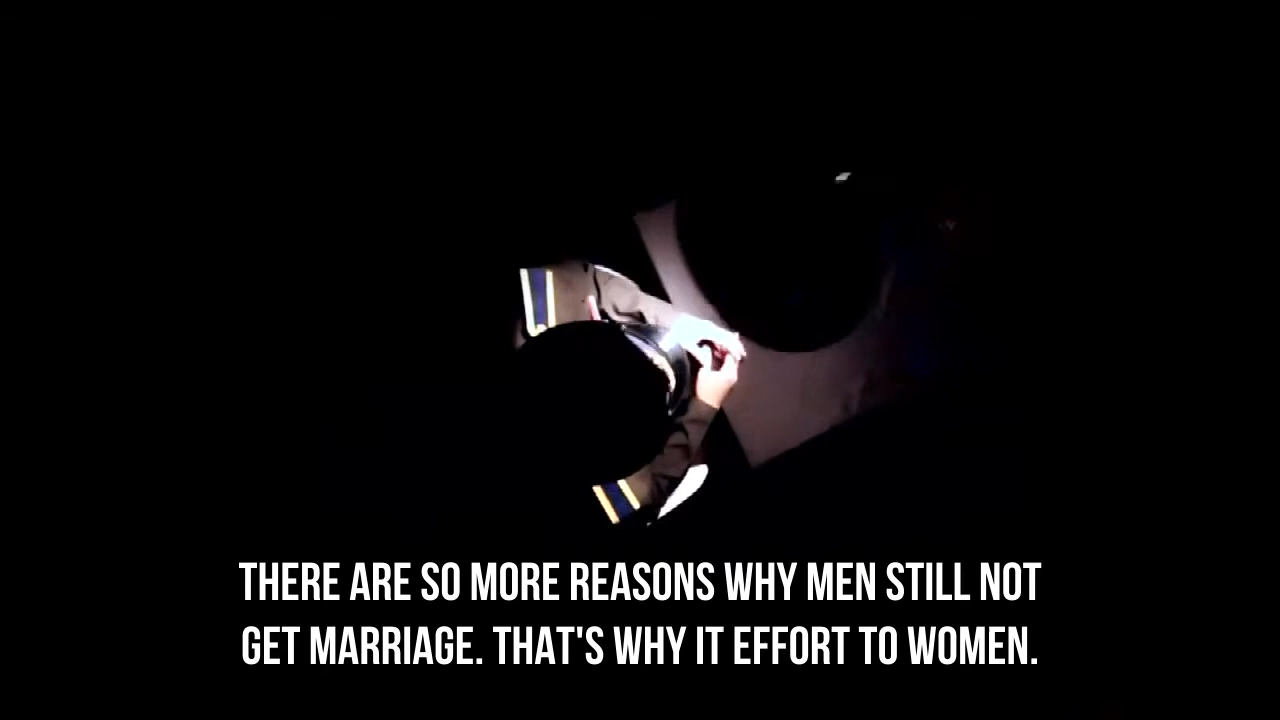 THERE ARE SO MORE REASONS WHY MEN STILL NOT
GET MARRIAGE. THAT'S WHY IT EFFORT TO WOMEN.